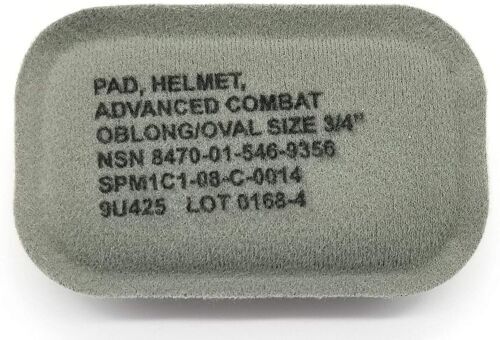 PAD, HELMET,
ADVANCED COMBAT
OBLONG/OVAL SIZE 3/4"
NSN 8470-01-546-9356
SPM1C1-08-C-0014
9U425 LOT 0168-4